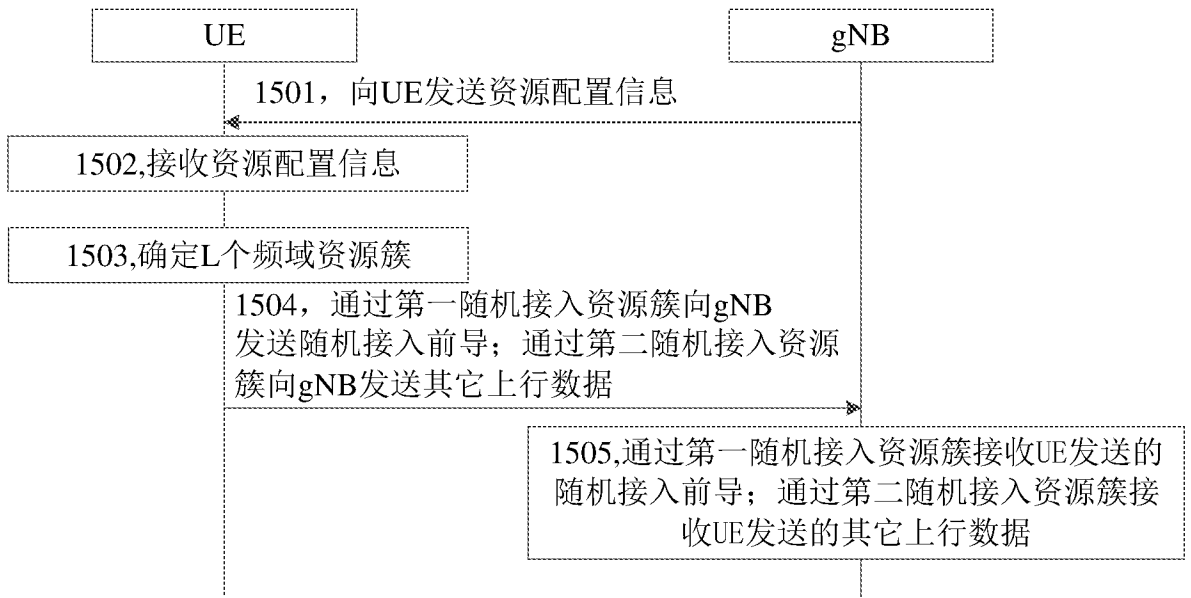 UE
gNB
1501，向UE发送资源配置信息
1502,接收资源配置信息
1503,确定L个频域资源簇
1504，通过第一随机接入资源簇向gNB
发送随机接入前导；通过第二随机接入资源
簇向gNB发送其它上行数据
1505,通过第一随机接入资源簇接收UE发送的
随机接入前导；通过第二随机接入资源簇接
收UE发送的其它上行数据